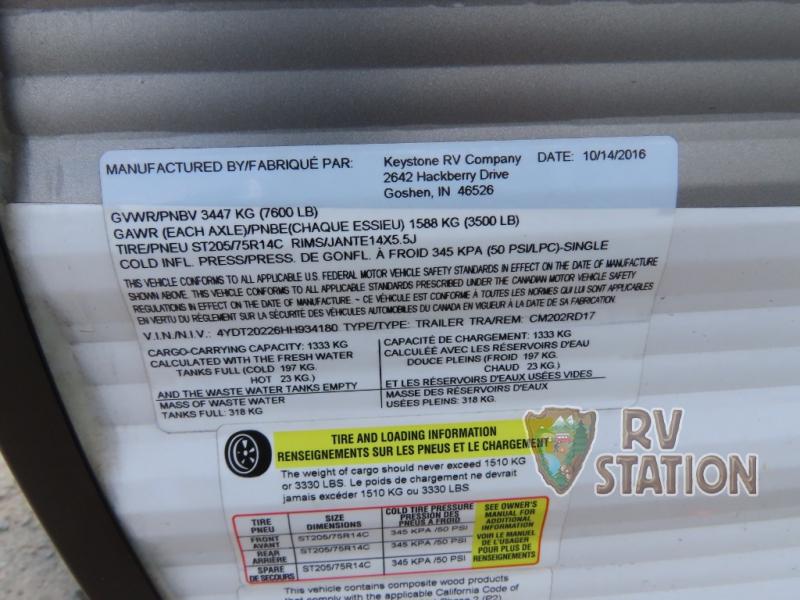 MANUFACTURED BY/FABRIQUÉ PAR: Keystone RV Company DATE: 10/14/2016
2642 Hackberry Drive
Goshen, IN 46526
GVWR/PNBV 3447 KG (7600 LB)
GAWR (EACH AXLE)/PNBE(CHAQUE ESSIEU) 1588 KG (3500 LB)
TIRE/PNEU ST205/75R14C RIMS/JANTE14X5.5J
COLD INFL. PRESS/PRESS. DE GONFL. À FROID 345 KPA (50 PSI/LPC)-SINGLE
THIS VEHICLE CONFORMS TO ALL APPLICABLE U.S. FEDERAL MOTOR VEHICLE SAFETY STANDARDS IN EFFECT ON THE DATE OF MANUFACTURE
SHOWN ABOVE. THIS VEHICLE CONFORMS TO ALL APPLICABLE STANDARDS PRESCRIBED UNDER THE CANADIAN MOTOR VEHICLE SAFETY
REGULATIONS IN EFFECT ON THE DATE OF MANUFACTURE ~ CE VÉHICULE EST CONFORME À TOUTES LES NORMES QUI LUI SONT APPLICABLES
EN VERTU DU RÈGLEMENT SUR LA SÉCURITÉ DES VÉHICULES AUTOMOBILES DU CANADA EN VIGUEUR À LA DATE DE SA FABRICATION.
V.I.N./N.I.V.: 4YDT20226HH934180 TYPE/TYPE: TRAILER TRA/REM: CM202RD17
CARGO-CARRYING CAPACITY: 1333 KG
CALCULATED WITH THE FRESH WATER
TANKS FULL (COLD 197 KG.
HOT 23 KG.)
AND THE WASTE WATER TANKS EMPTY
MASS OF WASTE WATER
TANKS FULL: 318 KG
CAPACITÉ DE CHARGEMENT: 1333 KG
CALCULÉE AVEC LES RÉSERVOIRS D'EAU
DOUCE PLEINS (FROID 197 KG.
CHAUD 23 KG.)
ET LES RÉSERVOIRS D'EAUX USÉES VIDES
MASSE DES RÉSERVOIRS D'EAUX
USÉES PLEINS: 318 KG.
TIRE AND LOADING INFORMATION
RENSEIGNEMENTS SUR LES PNEUS ET LE CHARGEMENT
The weight of cargo should never exceed 1510 KG
or 3330 LBS. Le poids de chargement ne devrait
jamais excéder 1510 KG ou 3330 LBS.
TIRE PNEU SIZE DIMENSIONS COLD TIRE PRESSURE PRESSION DES PNEUS A FROID
FRONT AVANT ST205/75R14C 345 KPA /50 PSI
REAR ARRIÈRE ST205/75R14C 345 KPA /50 PSI
SPARE DE SECOURS ST205/75R14C 345 KPA /50 PSI
SEE OWNER'S
MANUAL FOR
ADDITIONAL
INFORMATION
VOIR LE MANUEL
DE L'USAGER
POUR PLUS DE
RENSEIGNEMENTS
This vehicle contains composite wood products
that comply with the applicable California Code of
RV
STATION